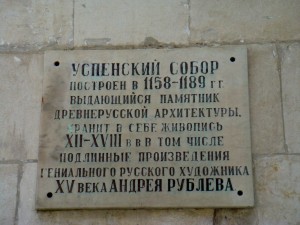 УСПЕНСКИЙ СОБОР
ПОСТРОЕН В 1158-1189 г г.
ВЫДАЮЩИЙСЯ ПАМЯТНИК
ДРЕВНЕРУССКОЙ АРХИТЕКТУРЫ.
ХРАНИТ В СЕБЕ ЖИВОПИСЬ
XII-XVIII В В В ТОМ ЧИСЛЕ
ПОДЛИННЫЕ ПРОИЗВЕДЕНИЯ
ГЕНИАЛЬНОГО РУССКОГО ХУДОЖНИКА
XV ВЕКА АНДРЕЯ РУБЛЕВА.